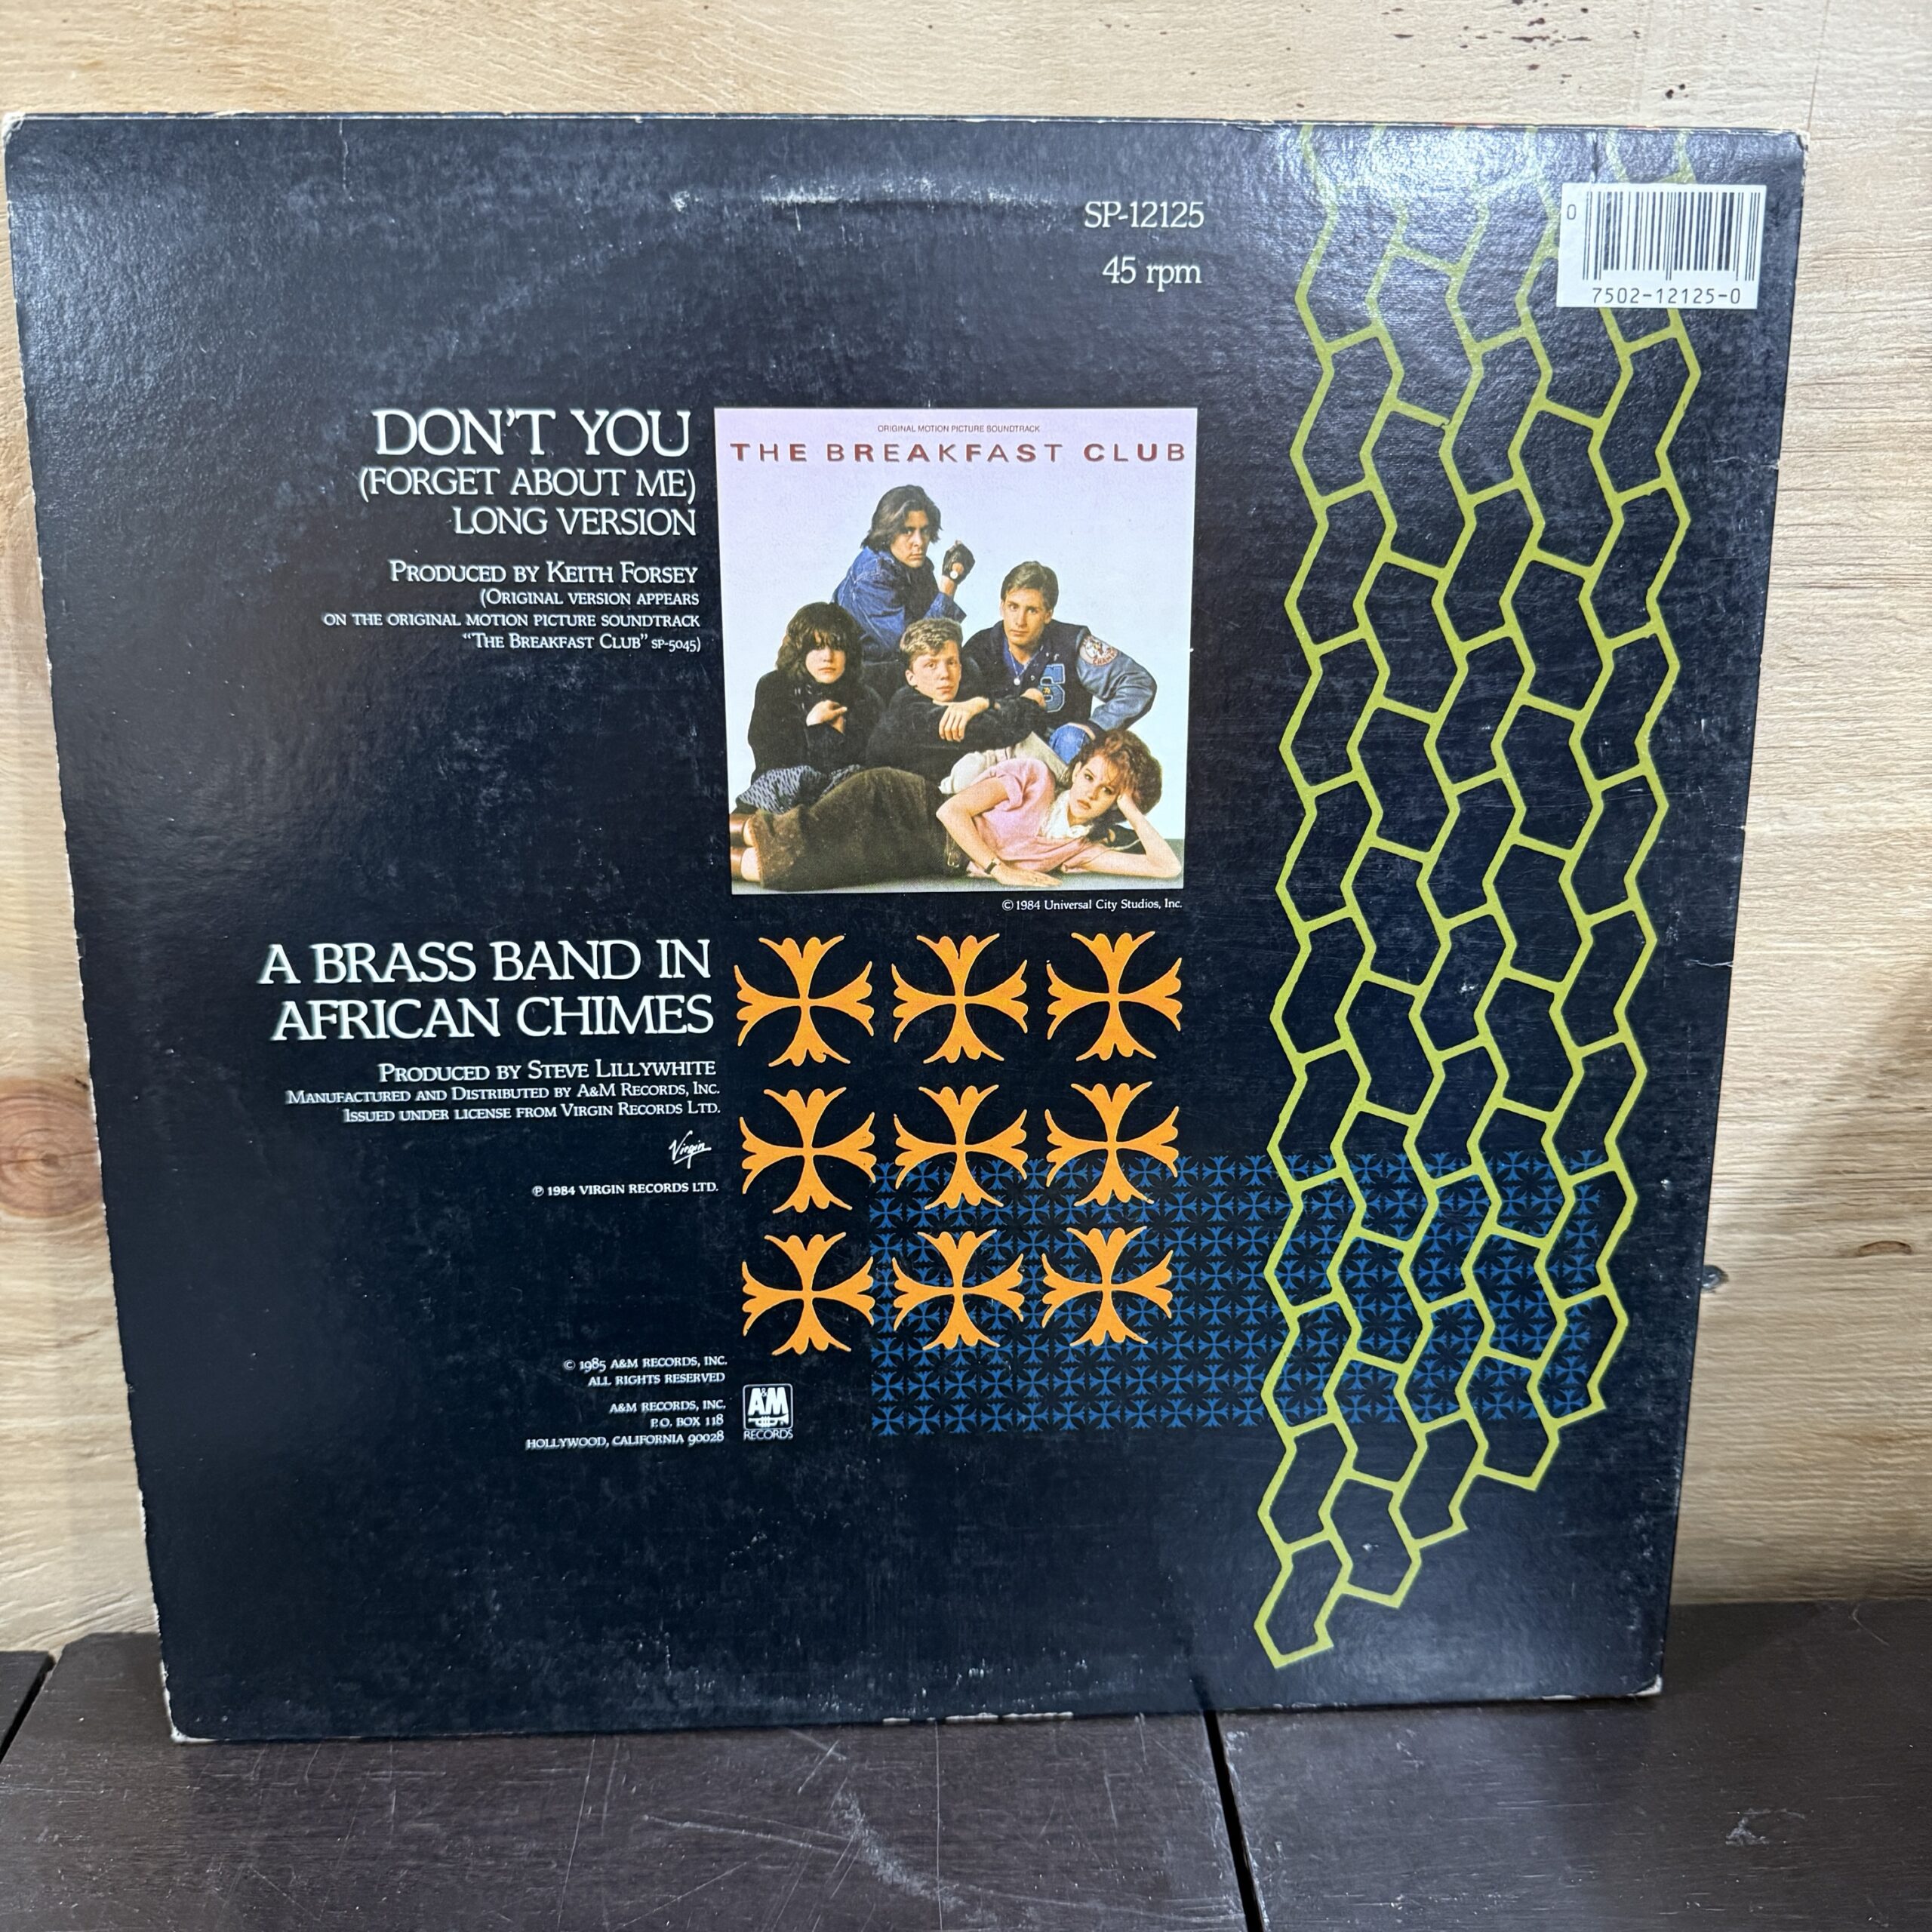 SP-12125
45 rpm
0
7502-12125-0
DON'T YOU
(FORGET ABOUT ME)
LONG VERSION
PRODUCED BY KEITH FORSEY
(ORIGINAL VERSION APPEARS
ON THE ORIGINAL MOTION PICTURE SOUNDTRACK
"THE BREAKFAST CLUB" SP-5045)
ORIGINAL MOTION PICTURE SOUNDTRACK
THE BREAKFAST CLUB
S
© 1984 Universal City Studios, Inc.
A BRASS BAND IN
AFRICAN CHIMES
PRODUCED BY STEVE LILLYWHITE
MANUFACTURED AND DISTRIBUTED BY A&M RECORDS, INC.
ISSUED UNDER LICENSE FROM VIRGIN RECORDS LTD.
Virgin
℗ 1984 VIRGIN RECORDS LTD.
© 1985 A&M RECORDS, INC.
ALL RIGHTS RESERVED
A&M RECORDS, INC.
P.O. BOX 118
HOLLYWOOD, CALIFORNIA 90028
A&M
RECORDS